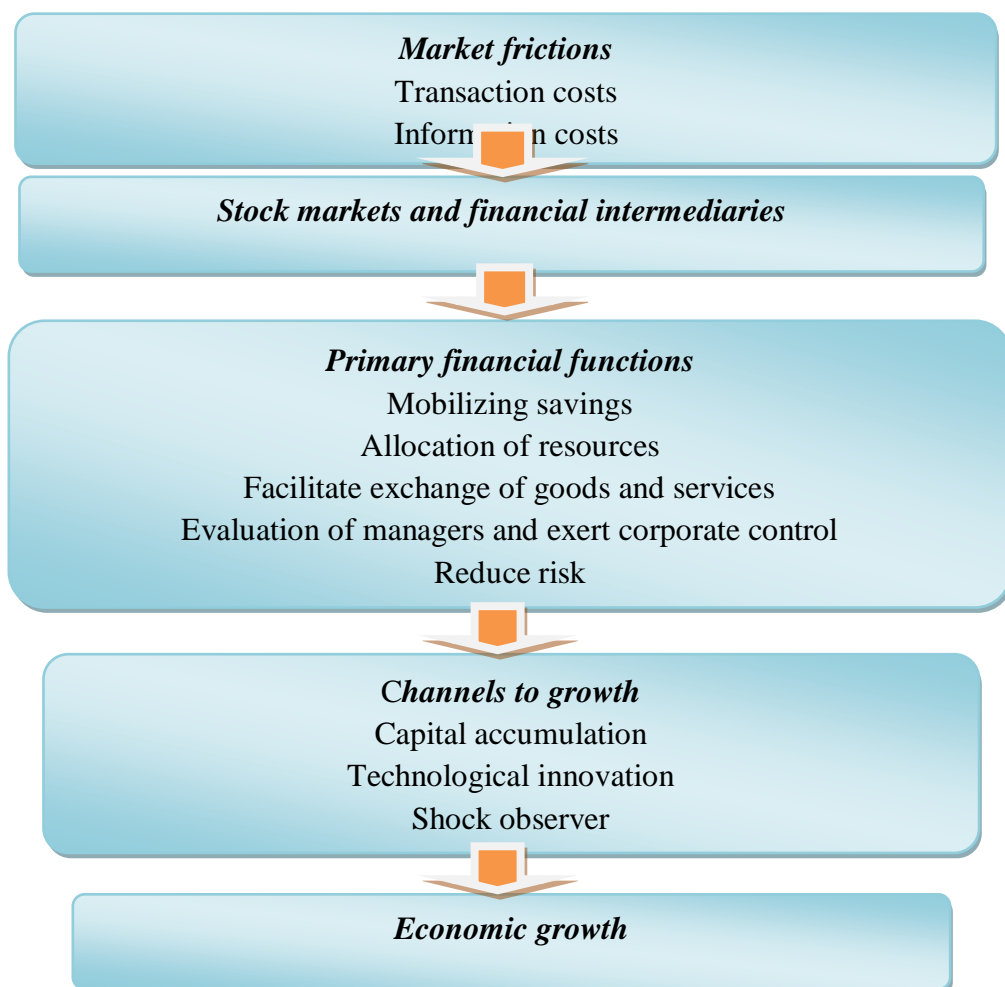 Market frictions
Transaction costs
Information costs
Stock markets and financial intermediaries
Primary financial functions
Mobilizing savings
Allocation of resources
Facilitate exchange of goods and services
Evaluation of managers and exert corporate control
Reduce risk
Channels to growth
Capital accumulation
Technological innovation
Shock observer
Economic growth